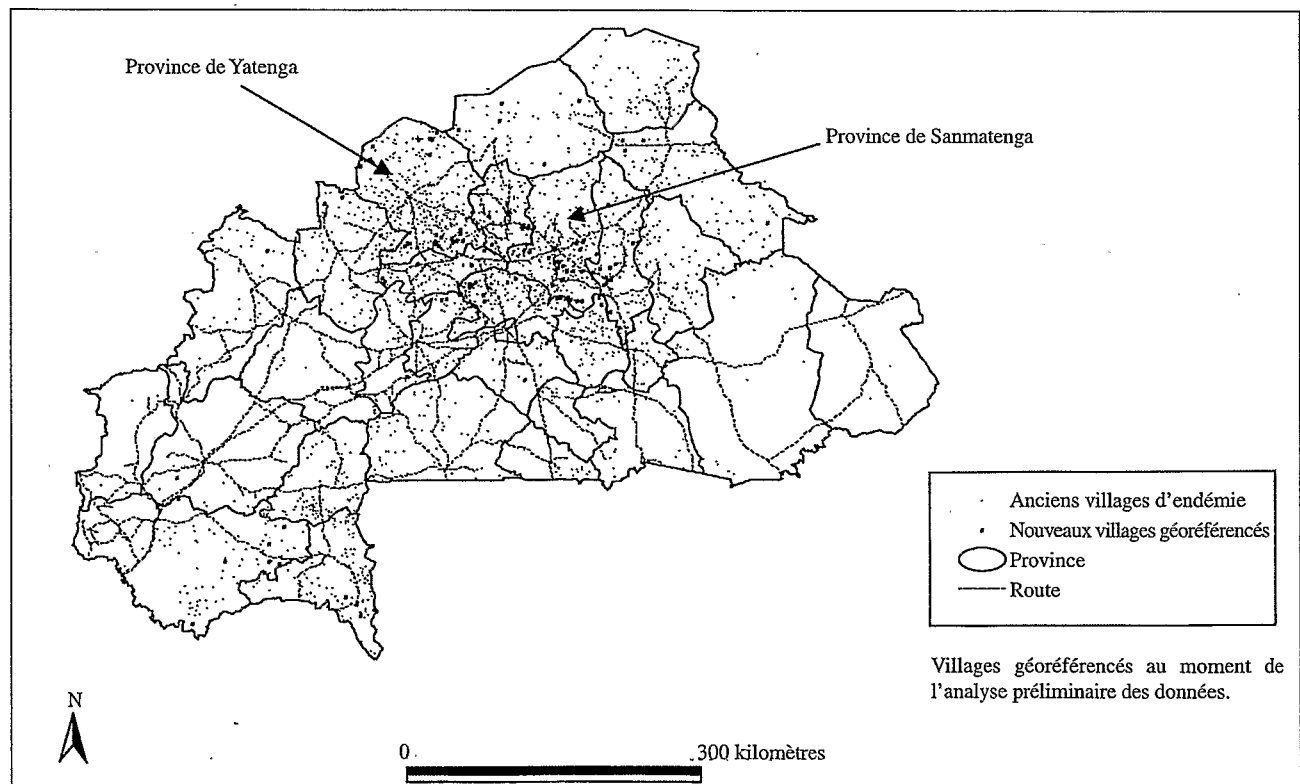 Province de Yatenga
Province de Sanmatenga
Anciens villages d'endémie
Nouveaux villages géoréférencés
Province
Route
Villages géoréférencés au moment de
l'analyse préliminaire des données.
N
0 300 kilomètres